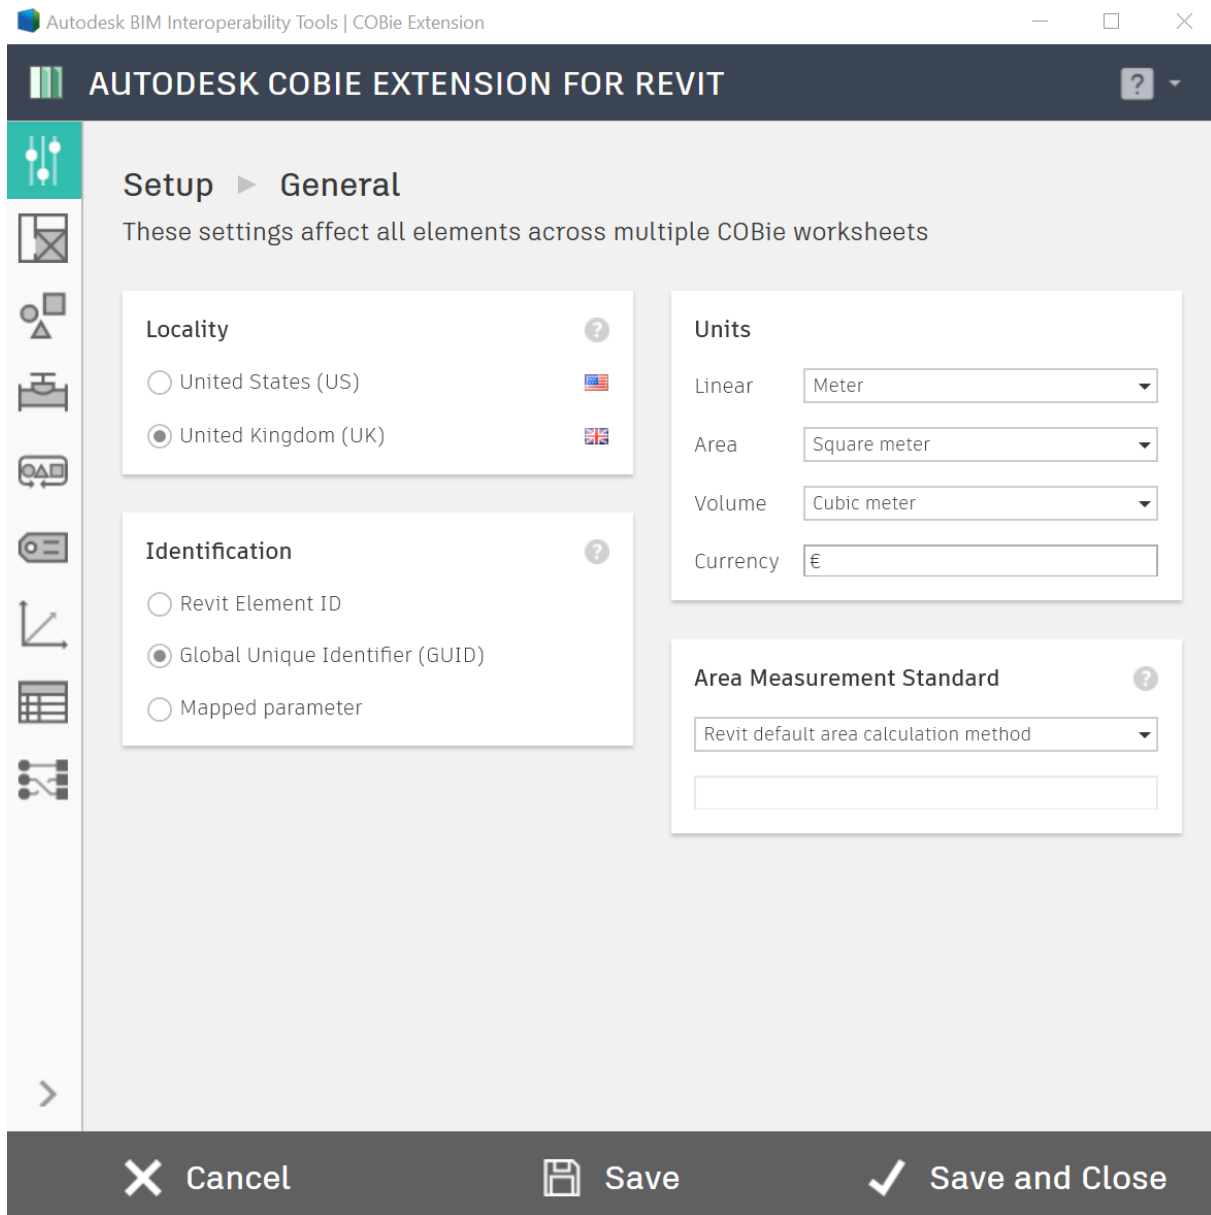 Autodesk BIM Interoperability Tools | COBie Extension
AUTODESK COBIE EXTENSION FOR REVIT
?
Setup General
These settings affect all elements across multiple COBie worksheets
Locality ?
United States (US)
United Kingdom (UK)
Identification ?
Revit Element ID
Global Unique Identifier (GUID)
Mapped parameter
Units
Linear Meter
Area Square meter
Volume Cubic meter
Currency €
Area Measurement Standard ?
Revit default area calculation method
Cancel Save Save and Close